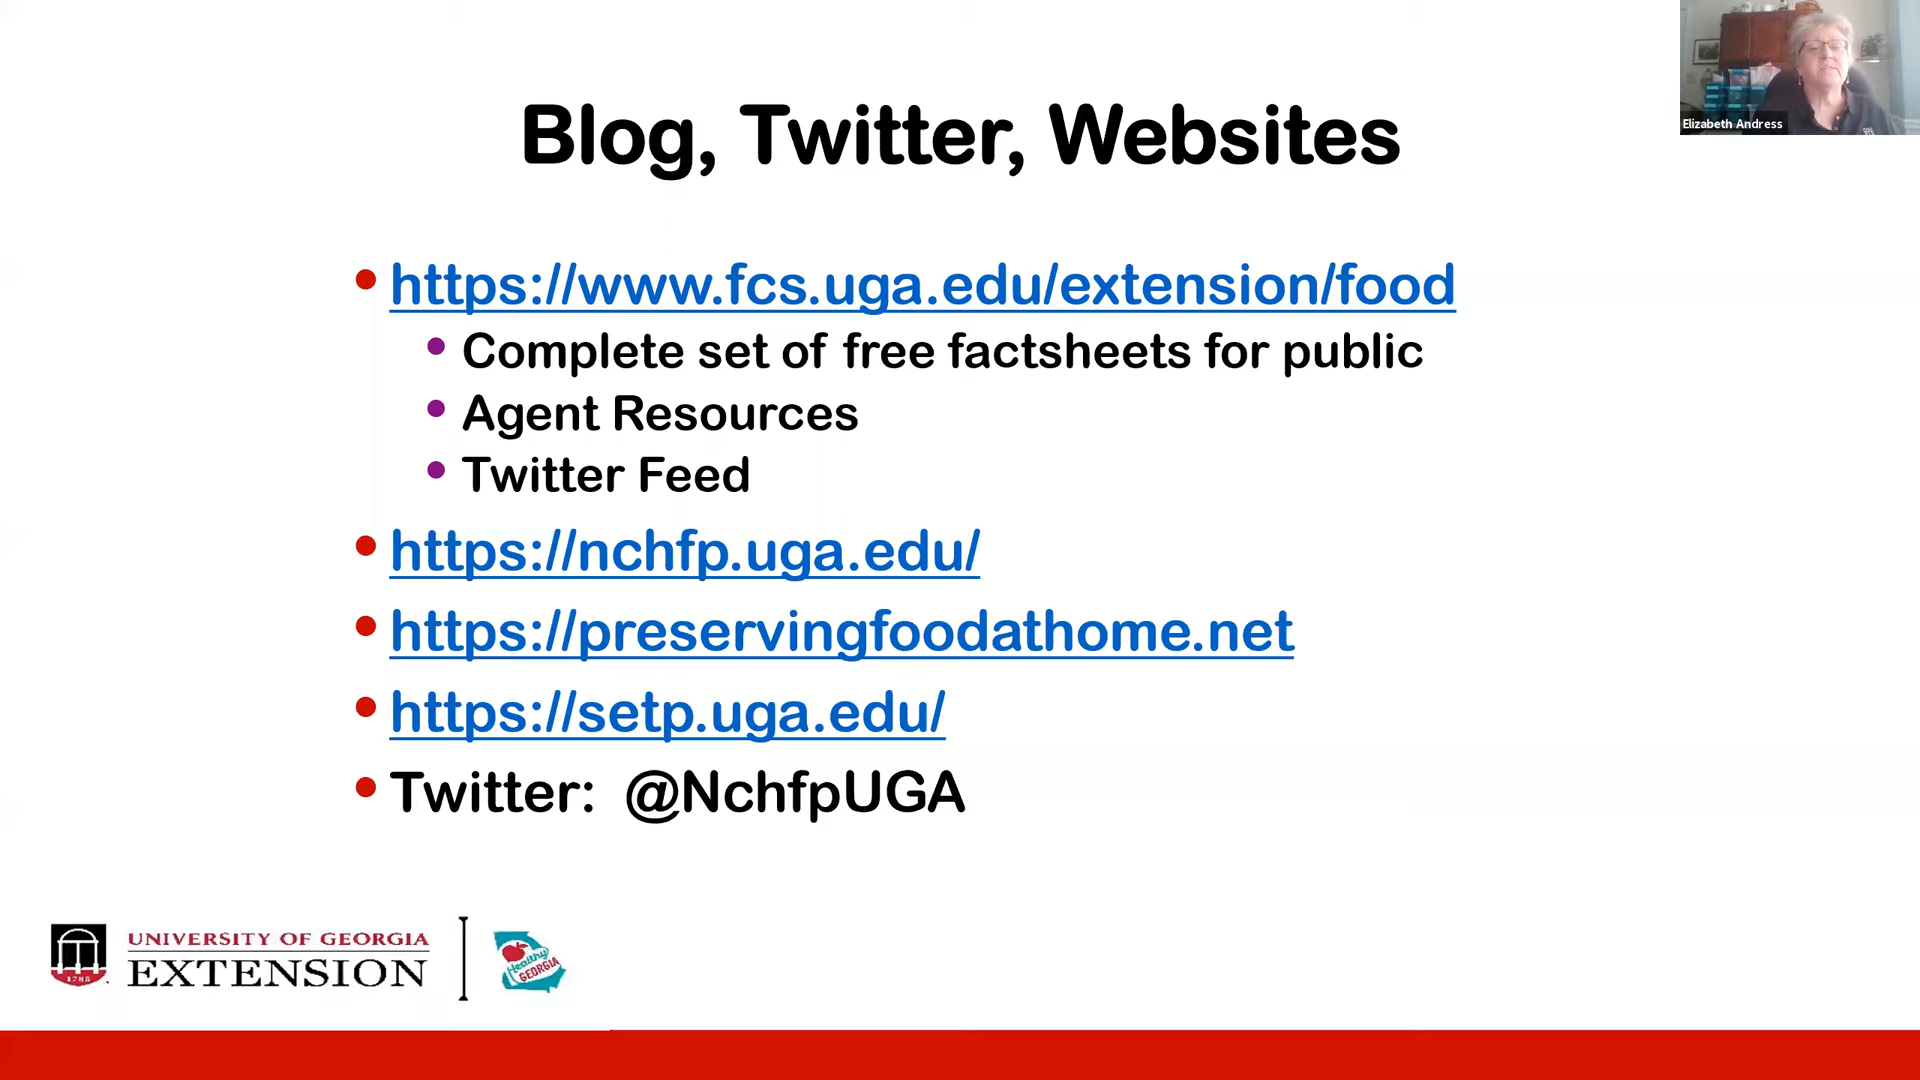 Elizabeth Andress
Blog, Twitter, Websites
https://www.fcs.uga.edu/extension/food
Complete set of free factsheets for public
Agent Resources
Twitter Feed
https://nchfp.uga.edu/
https://preservingfoodathome.net
https://setp.uga.edu/
Twitter: @NchfpUGA
1785
UNIVERSITY OF GEORGIA
EXTENSION
Healthy
GEORGIA